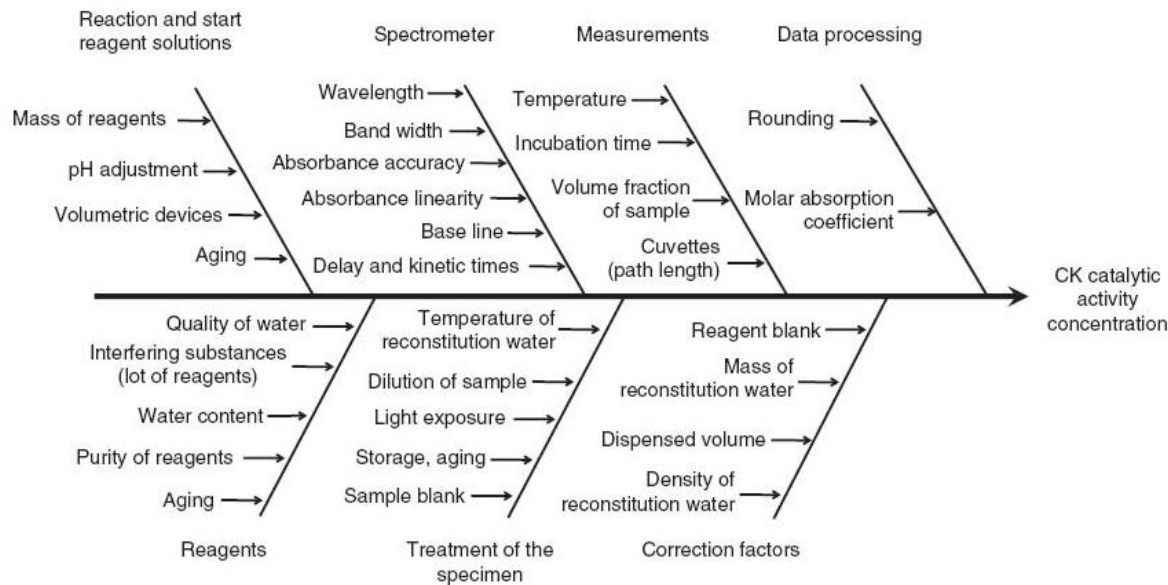 Reaction and start
reagent solutions
Spectrometer
Measurements
Data processing
Mass of reagents
pH adjustment
Volumetric devices
Aging
Wavelength
Band width
Absorbance accuracy
Absorbance linearity
Base line
Delay and kinetic times
Temperature
Incubation time
Volume fraction
of sample
Cuvettes
(path length)
Rounding
Molar absorption
coefficient
CK catalytic
activity
concentration
Quality of water
Interfering substances
(lot of reagents)
Water content
Purity of reagents
Aging
Reagents
Temperature of
reconstitution water
Dilution of sample
Light exposure
Storage, aging
Sample blank
Treatment of the
specimen
Reagent blank
Mass of
reconstitution water
Dispensed volume
Density of
reconstitution water
Correction factors